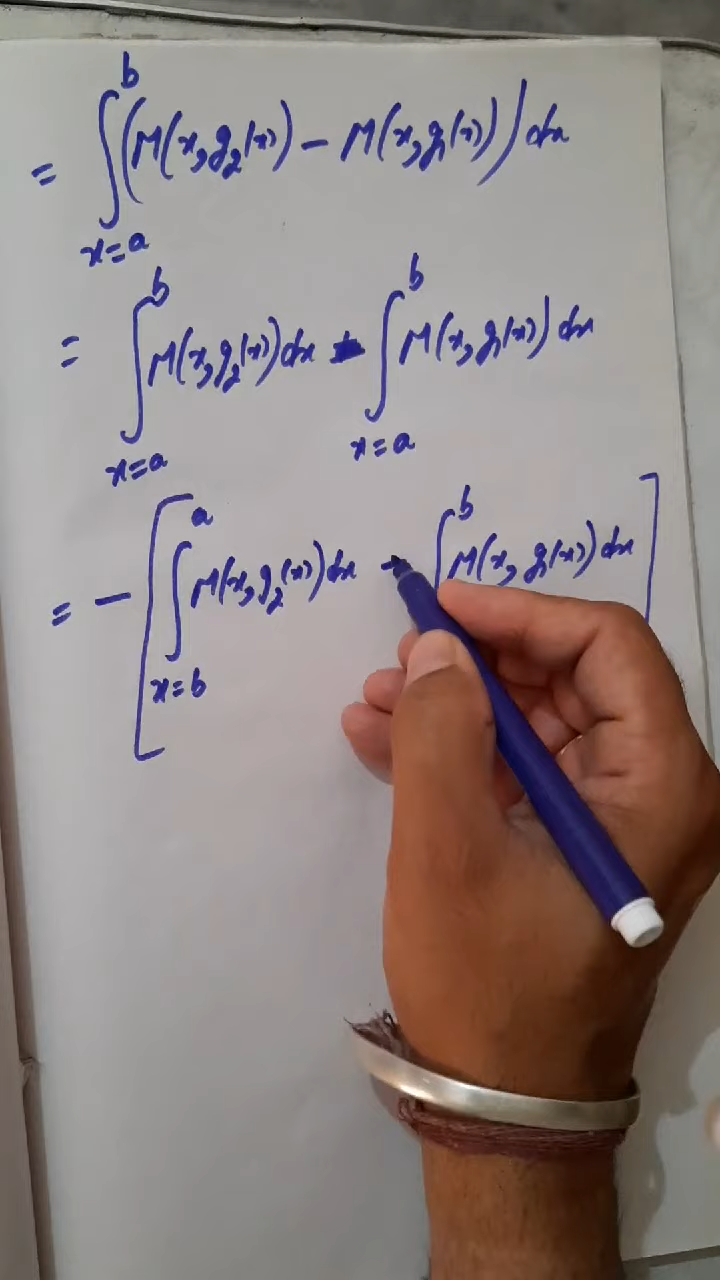 = ∫_{x=a}^{b} (M(x, g₂(x)) − M(x, g₁(x))) dx
= ∫_{x=a}^{b} M(x, g₂(x)) dx − ∫_{x=a}^{b} M(x, g₁(x)) dx
= − [ ∫_{x=b}^{a} M(x, g₂(x)) dx + ∫^{b} M(x, g₁(x)) dx ]